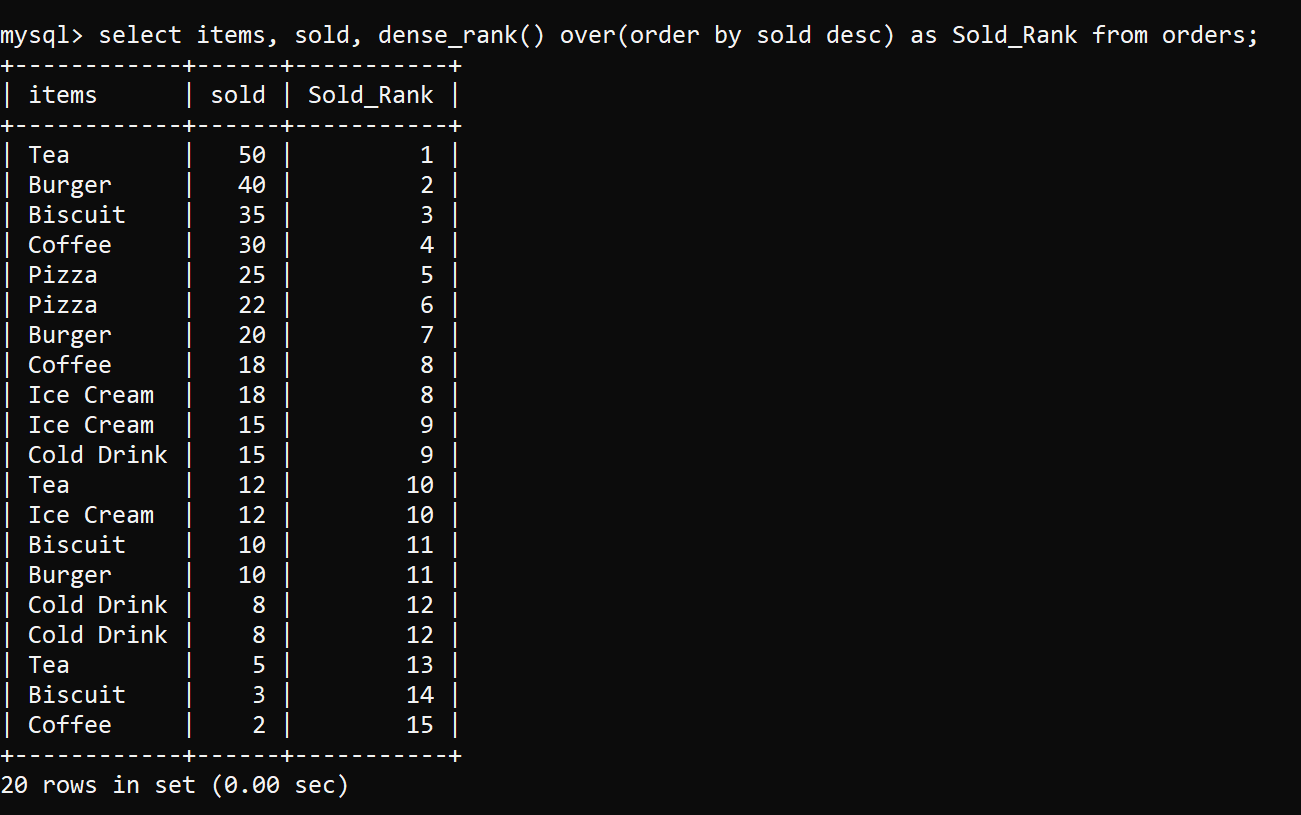 mysql> select items, sold, dense_rank() over(order by sold desc) as Sold_Rank from orders;
+------------+------+-----------+
| items      | sold | Sold_Rank |
+------------+------+-----------+
| Tea        |   50 |         1 |
| Burger     |   40 |         2 |
| Biscuit    |   35 |         3 |
| Coffee     |   30 |         4 |
| Pizza      |   25 |         5 |
| Pizza      |   22 |         6 |
| Burger     |   20 |         7 |
| Coffee     |   18 |         8 |
| Ice Cream  |   18 |         8 |
| Ice Cream  |   15 |         9 |
| Cold Drink |   15 |         9 |
| Tea        |   12 |        10 |
| Ice Cream  |   12 |        10 |
| Biscuit    |   10 |        11 |
| Burger     |   10 |        11 |
| Cold Drink |    8 |        12 |
| Cold Drink |    8 |        12 |
| Tea        |    5 |        13 |
| Biscuit    |    3 |        14 |
| Coffee     |    2 |        15 |
+------------+------+-----------+
20 rows in set (0.00 sec)